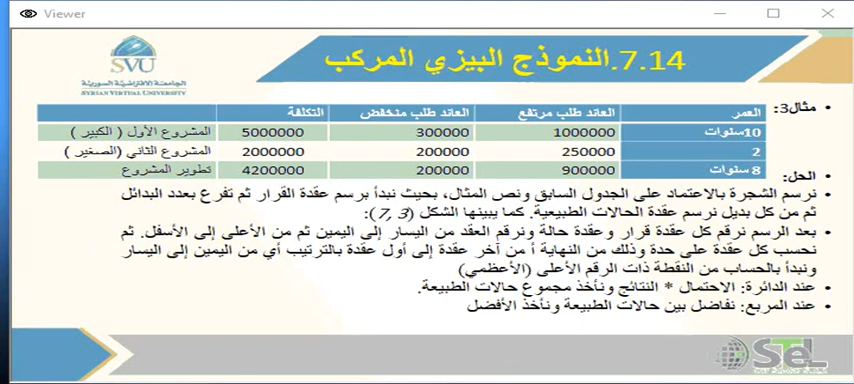 Viewer
7.14.النموذج البيزي المركب
SVU
الجامعة الافتراضية السورية
SYRIAN VIRTUAL UNIVERSITY
مثال3:
العمر العائد طلب مرتفع العائد طلب منخفض التكلفة
10سنوات 1000000 300000 5000000 المشروع الأول ( الكبير )
2 250000 200000 2000000 المشروع الثاني (الصغير )
8 سنوات 900000 200000 4200000 تطوير المشروع
الحل:
نرسم الشجرة بالاعتماد على الجدول السابق ونص المثال، بحيث نبدأ برسم عقدة القرار ثم تفرع بعدد البدائل
ثم من كل بديل نرسم عقدة الحالات الطبيعية. كما يبينها الشكل (3 ,7):
بعد الرسم نرقم كل عقدة قرار وعقدة حالة ونرقم العقد من اليسار إلى اليمين ثم من الأعلى إلى الأسفل. ثم
نحسب كل عقدة على حدة وذلك من النهاية أ من آخر عقدة إلى أول عقدة بالترتيب أي من اليمين إلى اليسار
ونبدأ بالحساب من النقطة ذات الرقم الأعلى (الأعظمي)
عند الدائرة: الاحتمال * النتائج ونأخذ مجموع حالات الطبيعة.
عند المربع: نفاضل بين حالات الطبيعة ونأخذ الأفضل